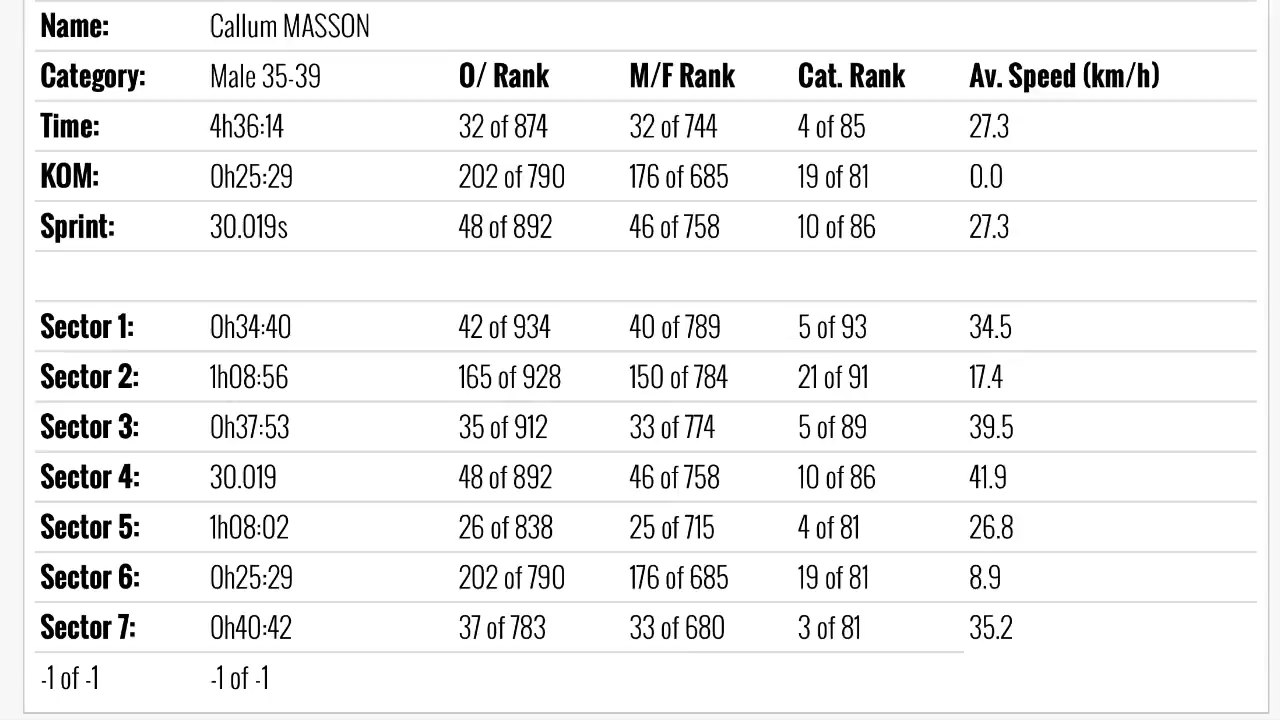 Name: Callum MASSON
Category: Male 35-39 O/ Rank M/F Rank Cat. Rank Av. Speed (km/h)
Time: 4h36:14 32 of 874 32 of 744 4 of 85 27.3
KOM: 0h25:29 202 of 790 176 of 685 19 of 81 0.0
Sprint: 30.019s 48 of 892 46 of 758 10 of 86 27.3
Sector 1: 0h34:40 42 of 934 40 of 789 5 of 93 34.5
Sector 2: 1h08:56 165 of 928 150 of 784 21 of 91 17.4
Sector 3: 0h37:53 35 of 912 33 of 774 5 of 89 39.5
Sector 4: 30.019 48 of 892 46 of 758 10 of 86 41.9
Sector 5: 1h08:02 26 of 838 25 of 715 4 of 81 26.8
Sector 6: 0h25:29 202 of 790 176 of 685 19 of 81 8.9
Sector 7: 0h40:42 37 of 783 33 of 680 3 of 81 35.2
-1 of -1 -1 of -1